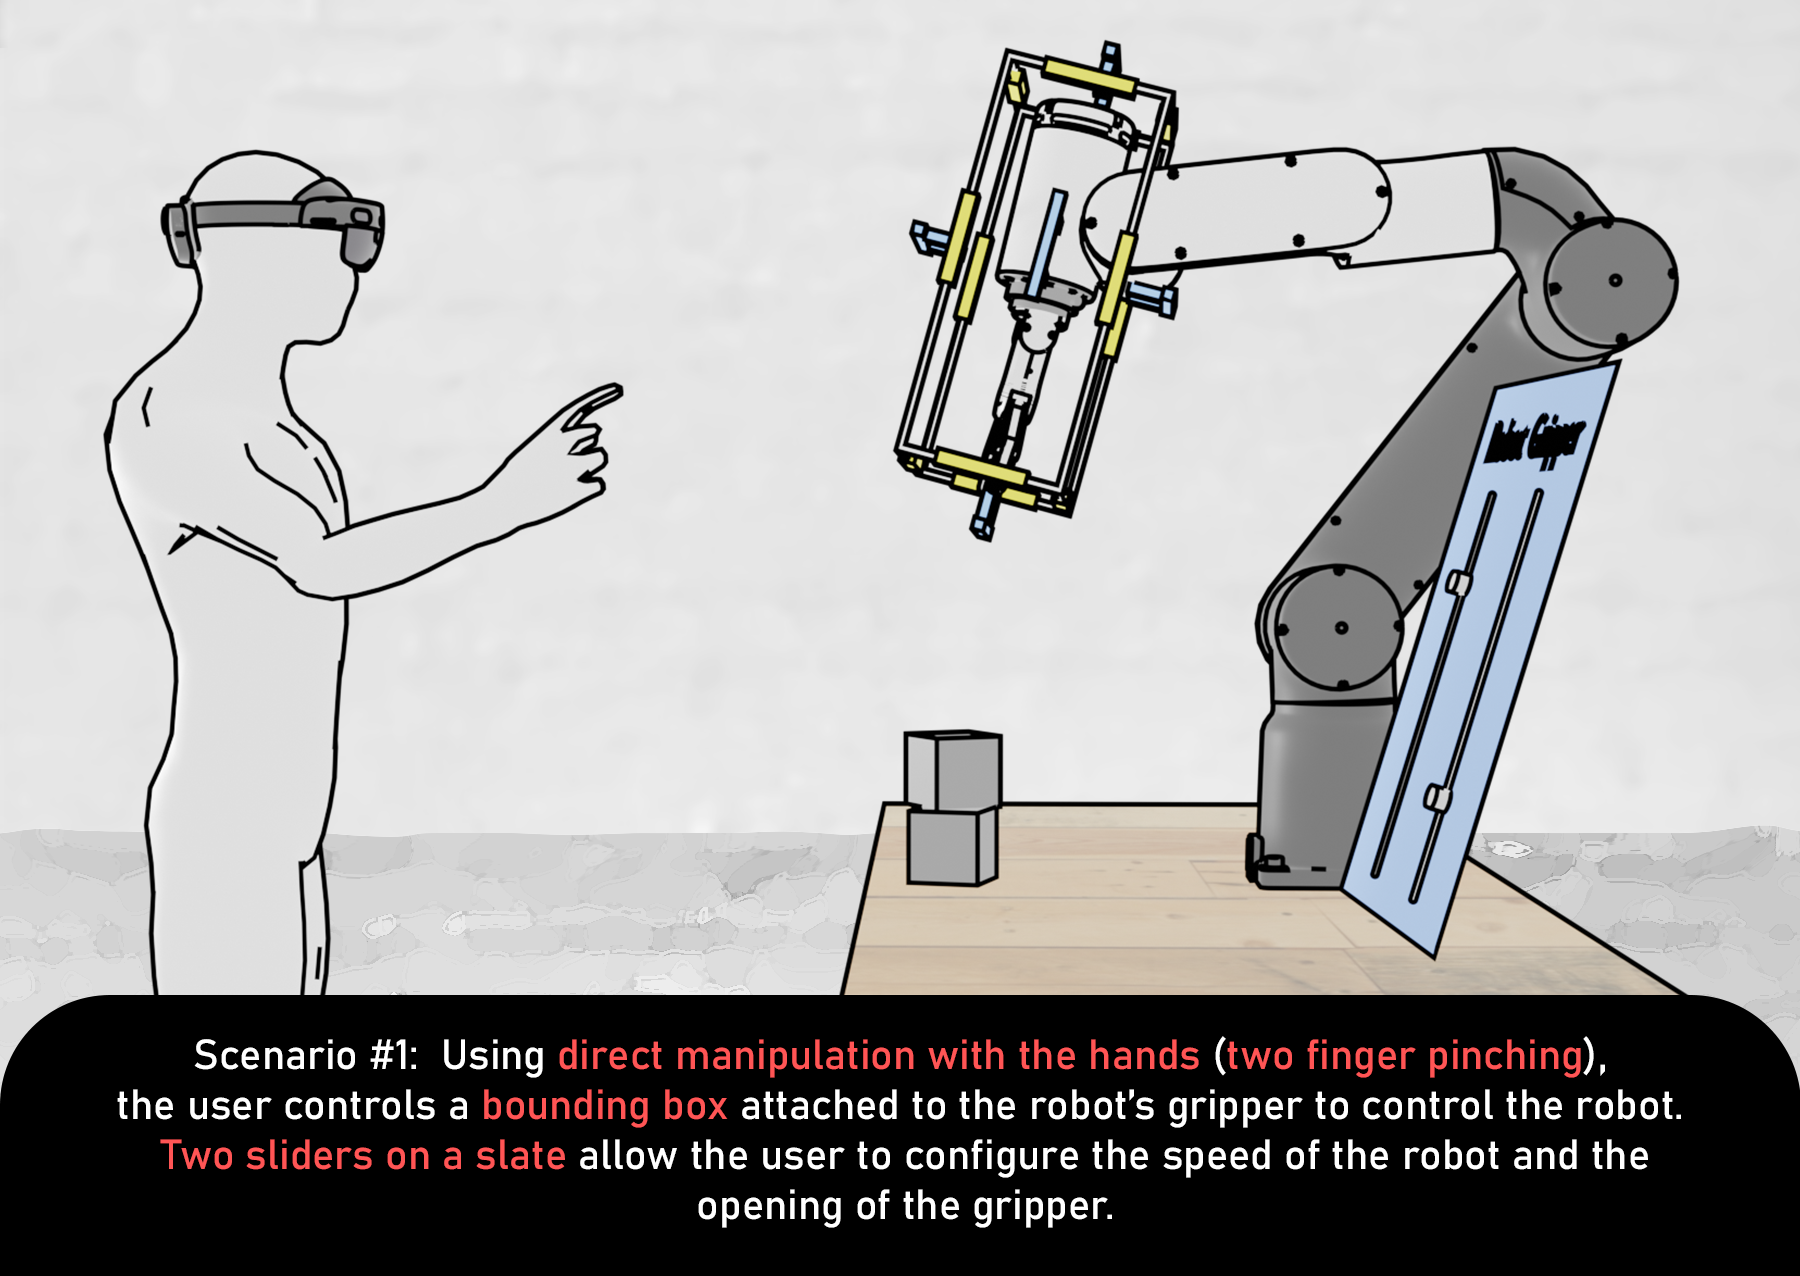 Robot Gripper
Scenario #1:  Using direct manipulation with the hands (two finger pinching),
the user controls a bounding box attached to the robot’s gripper to control the robot.
Two sliders on a slate allow the user to configure the speed of the robot and the
opening of the gripper.